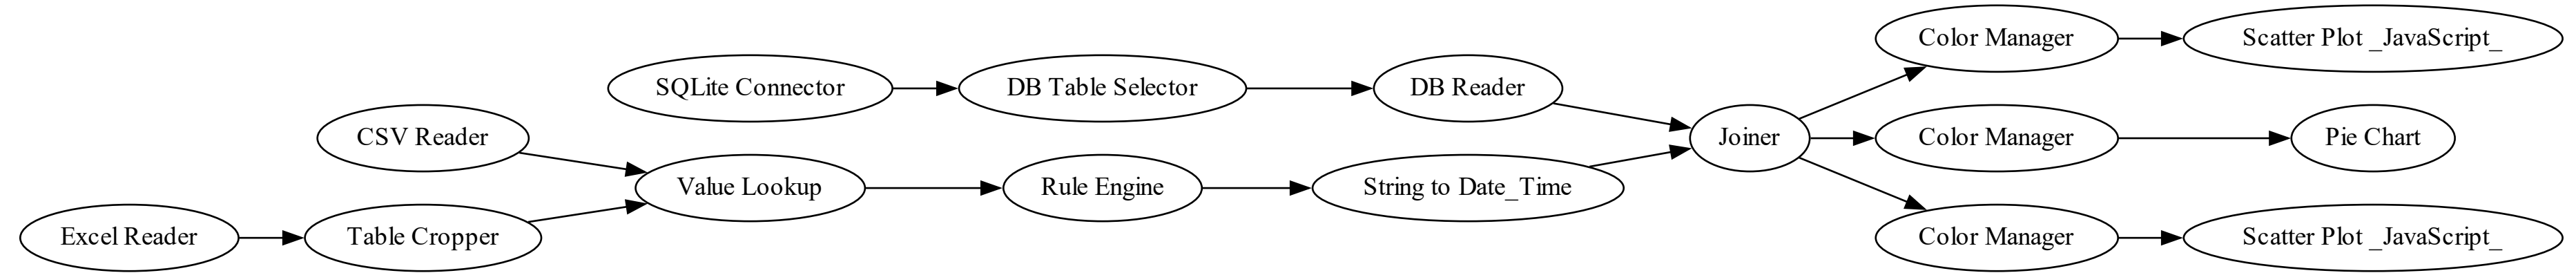 Color Manager
Scatter Plot _JavaScript_
SQLite Connector
DB Table Selector
DB Reader
CSV Reader
Joiner
Color Manager
Pie Chart
Value Lookup
Rule Engine
String to Date_Time
Excel Reader
Table Cropper
Color Manager
Scatter Plot _JavaScript_